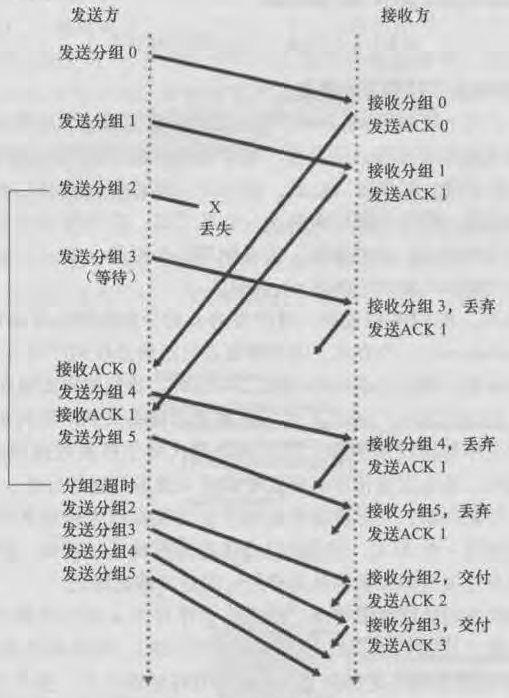 发送方
接收方
发送分组 0
接收分组 0
发送ACK 0
发送分组 1
接收分组 1
发送ACK 1
发送分组 2
X
丢失
发送分组 3
（等待）
接收分组 3，丢弃
发送ACK 1
接收ACK 0
发送分组 4
接收ACK 1
发送分组 5
接收分组 4，丢弃
发送ACK 1
分组2超时
发送分组2
发送分组3
发送分组4
发送分组5
接收分组5，丢弃
发送ACK 1
接收分组2，交付
发送ACK 2
接收分组3，交付
发送ACK 3